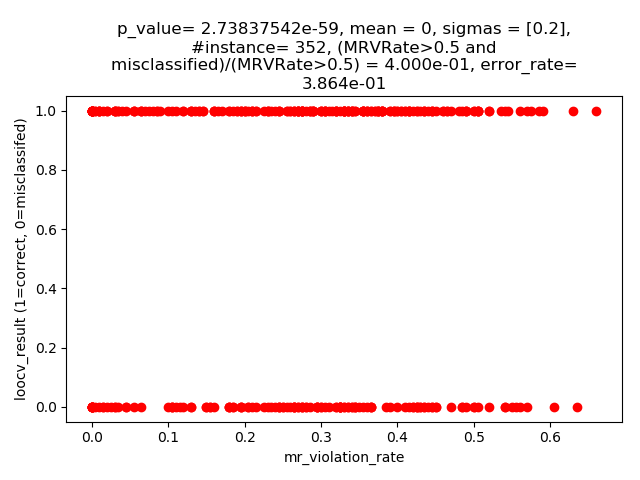 p_value= 2.73837542e-59, mean = 0, sigmas = [0.2],
#instance= 352, (MRVRate>0.5 and
misclassified)/(MRVRate>0.5) = 4.000e-01, error_rate=
3.864e-01
1.0
0.8
0.6
0.4
0.2
0.0
loocv_result (1=correct, 0=misclassifed)
0.0 0.1 0.2 0.3 0.4 0.5 0.6
mr_violation_rate